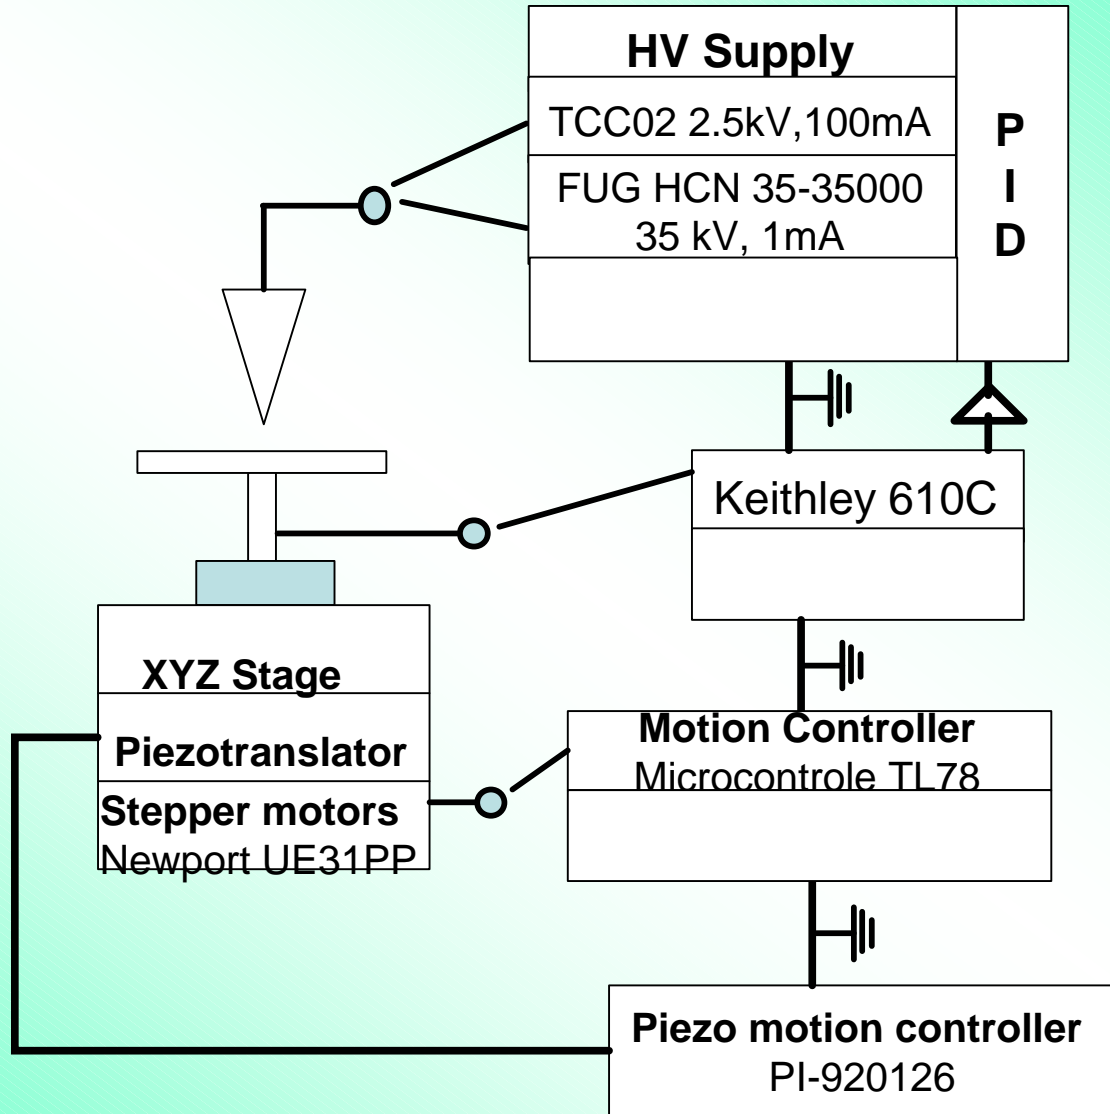 HV Supply
TCC02 2.5kV,100mA
FUG HCN 35-35000
35 kV, 1mA
P
I
D
Keithley 610C
XYZ Stage
Piezotranslator
Stepper motors
Newport UE31PP
Motion Controller
Microcontrole TL78
Piezo motion controller
PI-920126